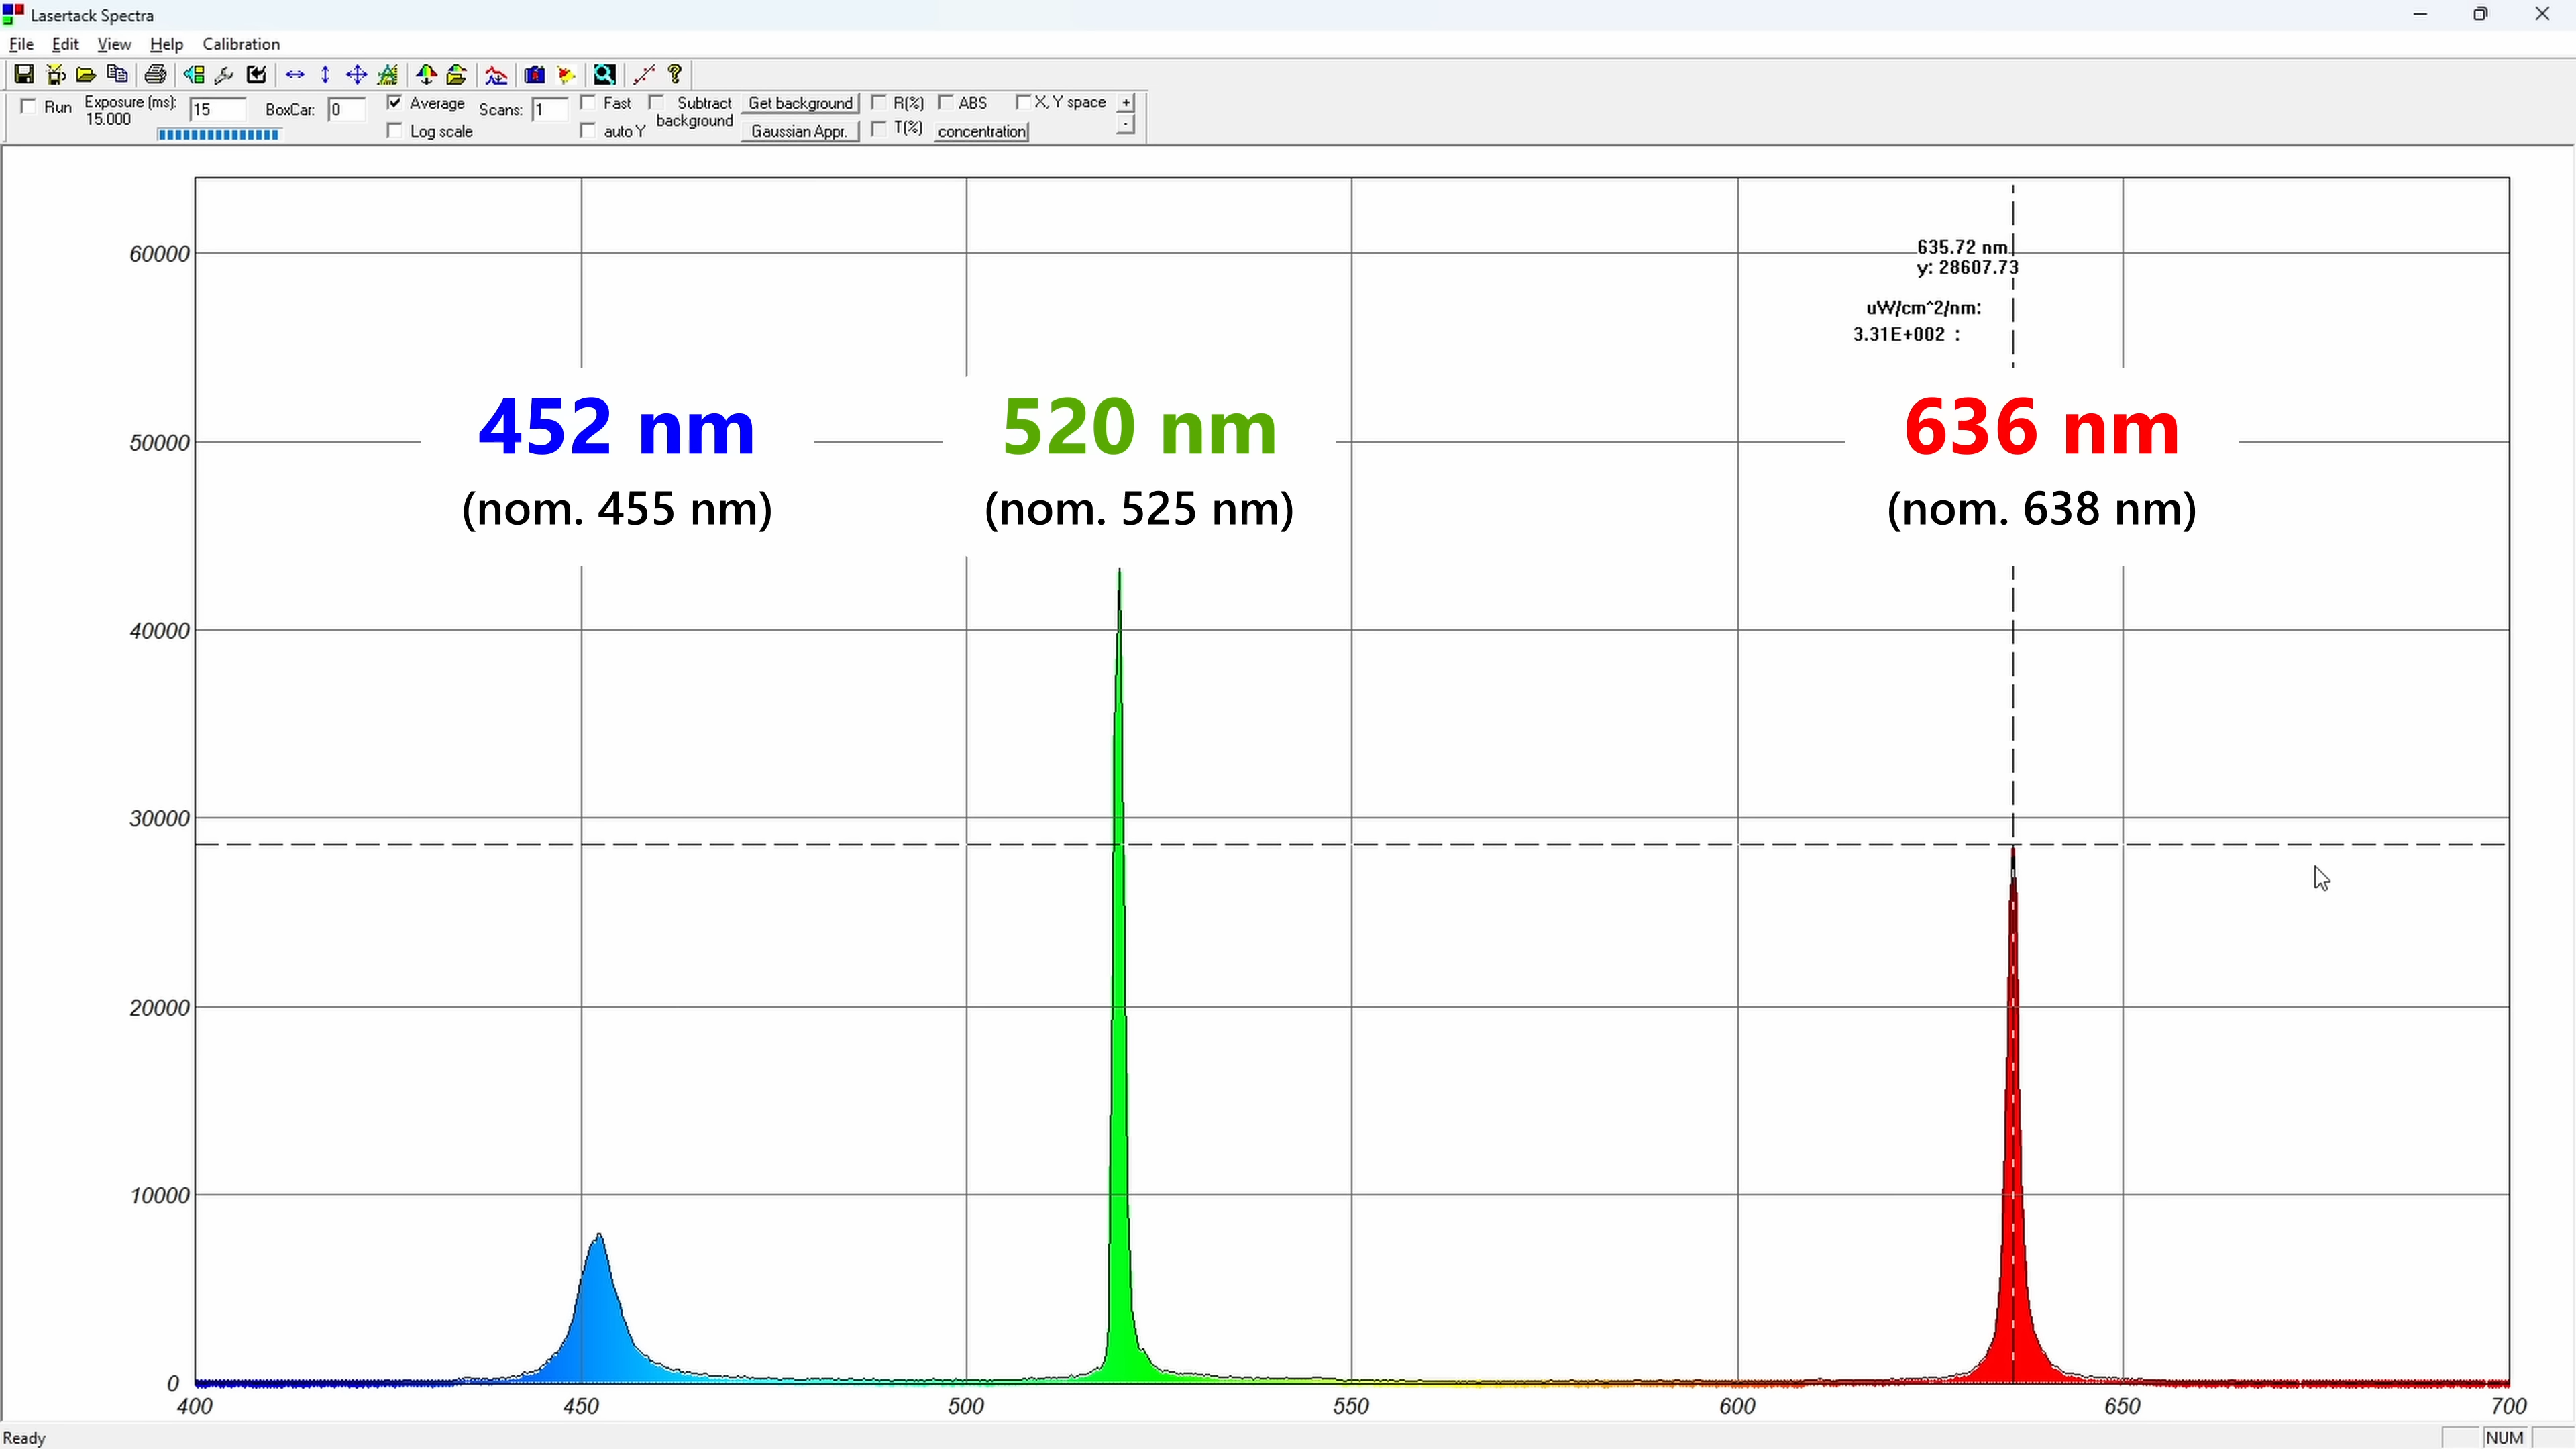 Lasertack Spectra
File Edit View Help Calibration
Run Exposure (ms): 15 BoxCar: 0 Average Scans: 1 Fast Subtract background Get background R(%) ABS X, Y space +
15.000 Log scale auto Y Gaussian Appr. T(%) concentration -
60000
635.72 nm
y: 28607.73
uW/cm^2/nm:
3.31E+002 :
452 nm 520 nm 636 nm
50000
(nom. 455 nm) (nom. 525 nm) (nom. 638 nm)
40000
30000
20000
10000
0
400 450 500 550 600 650 700
Ready NUM